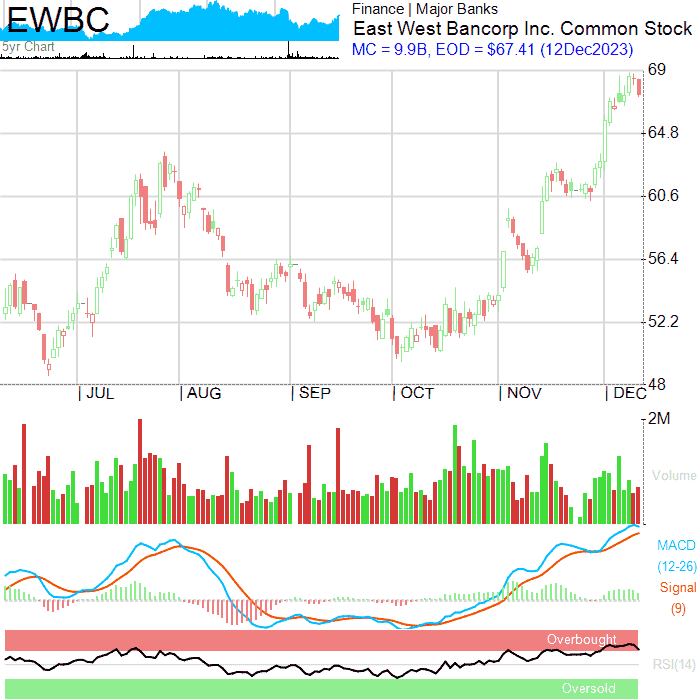 EWBC
5yr Chart
Finance | Major Banks
East West Bancorp Inc. Common Stock
MC = 9.9B, EOD = $67.41 (12Dec2023)
69
64.8
60.6
56.4
52.2
48
| JUL | AUG | SEP | OCT | NOV | DEC
2M
Volume
MACD
(12-26)
Signal
(9)
Overbought
RSI(14)
Oversold